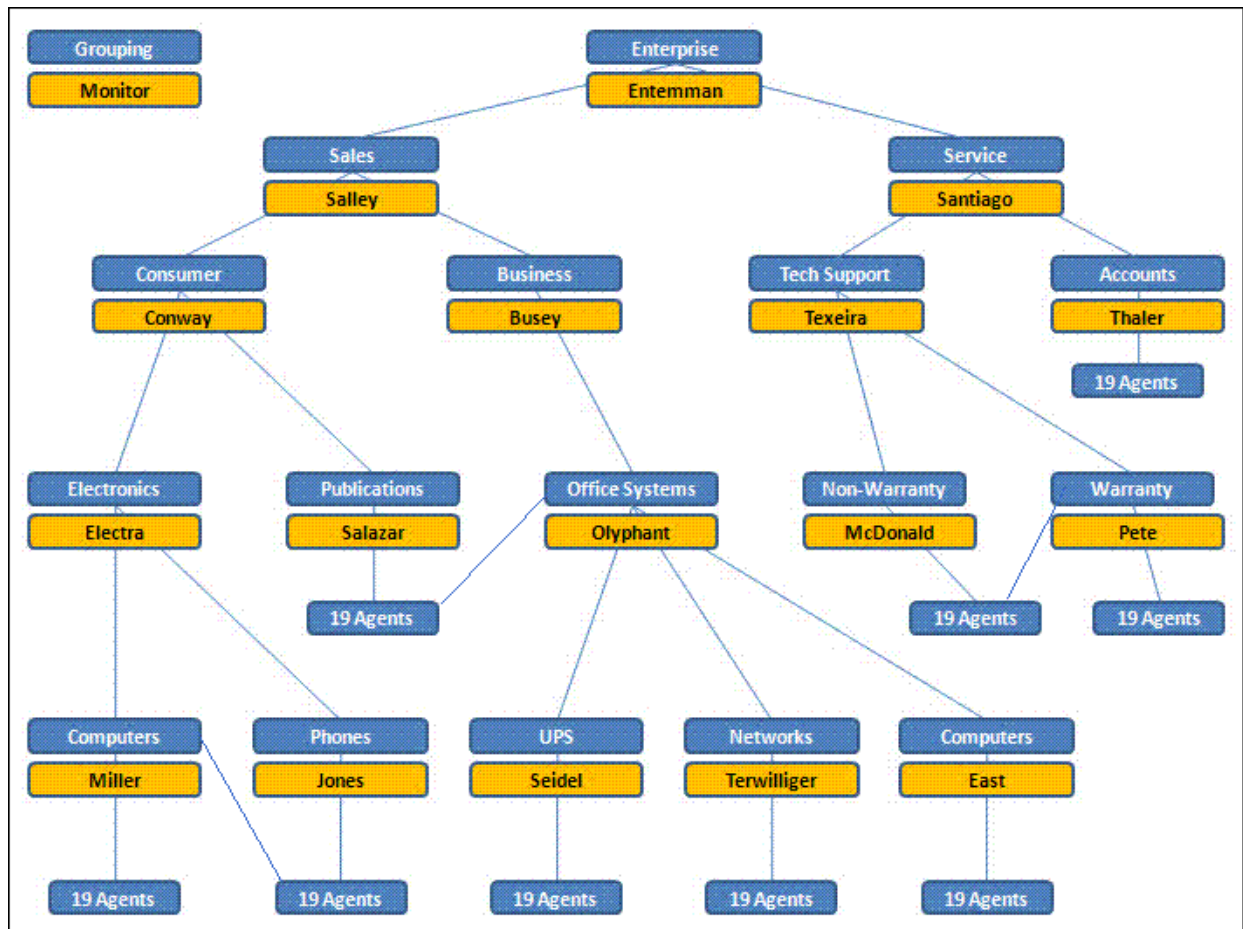 Grouping
Enterprise
Monitor
Entemman
Sales
Service
Salley
Santiago
Consumer
Business
Tech Support
Accounts
Conway
Busey
Texeira
Thaler
19 Agents
Electronics
Publications
Office Systems
Non-Warranty
Warranty
Electra
Salazar
Olyphant
McDonald
Pete
19 Agents
19 Agents
19 Agents
Computers
Phones
UPS
Networks
Computers
Miller
Jones
Seidel
Terwilliger
East
19 Agents
19 Agents
19 Agents
19 Agents
19 Agents